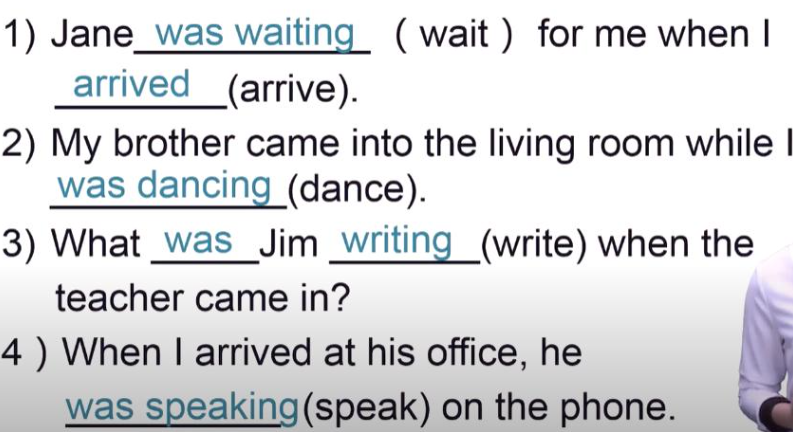 1) Jane was waiting ( wait ) for me when I
arrived (arrive).
2) My brother came into the living room while I
was dancing (dance).
3) What was Jim writing (write) when the
teacher came in?
4 ) When I arrived at his office, he
was speaking(speak) on the phone.